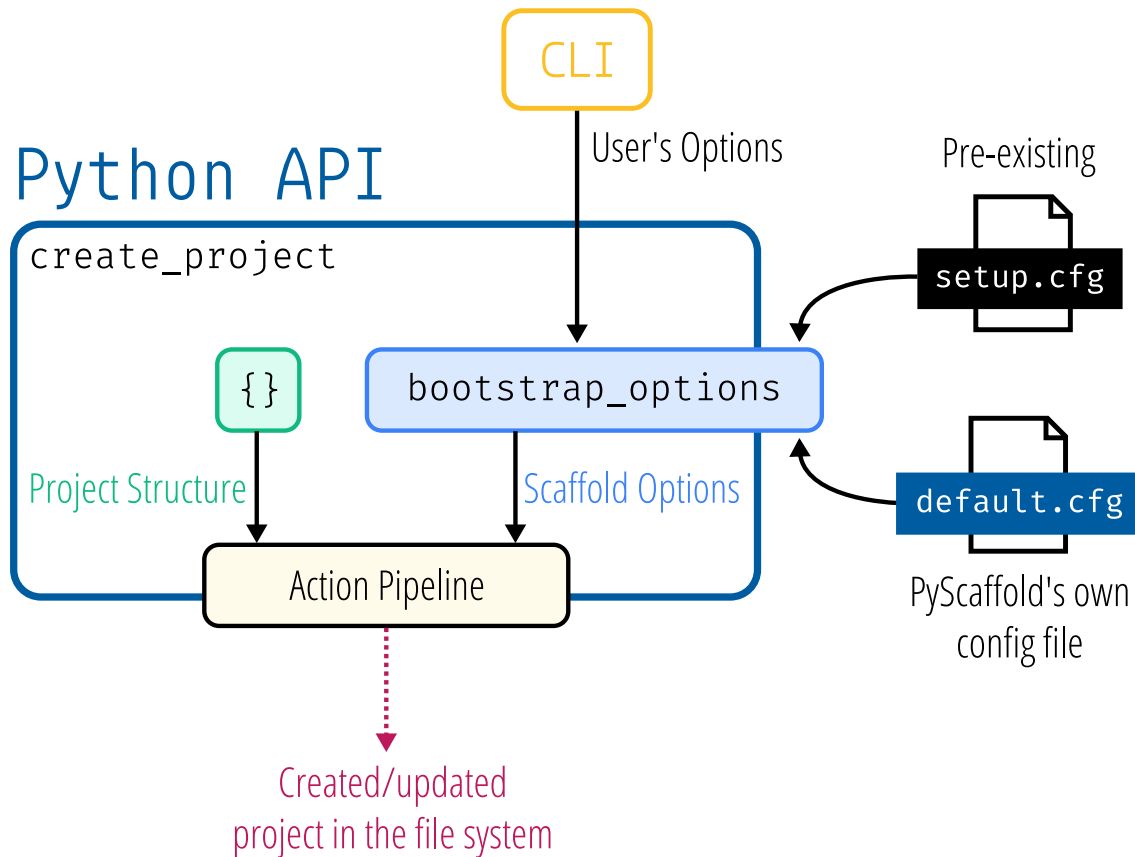 CLI
User's Options
Python API
Pre-existing
create_project
setup.cfg
{}
bootstrap_options
Project Structure
Scaffold Options
default.cfg
Action Pipeline
PyScaffold's own
config file
Created/updated
project in the file system